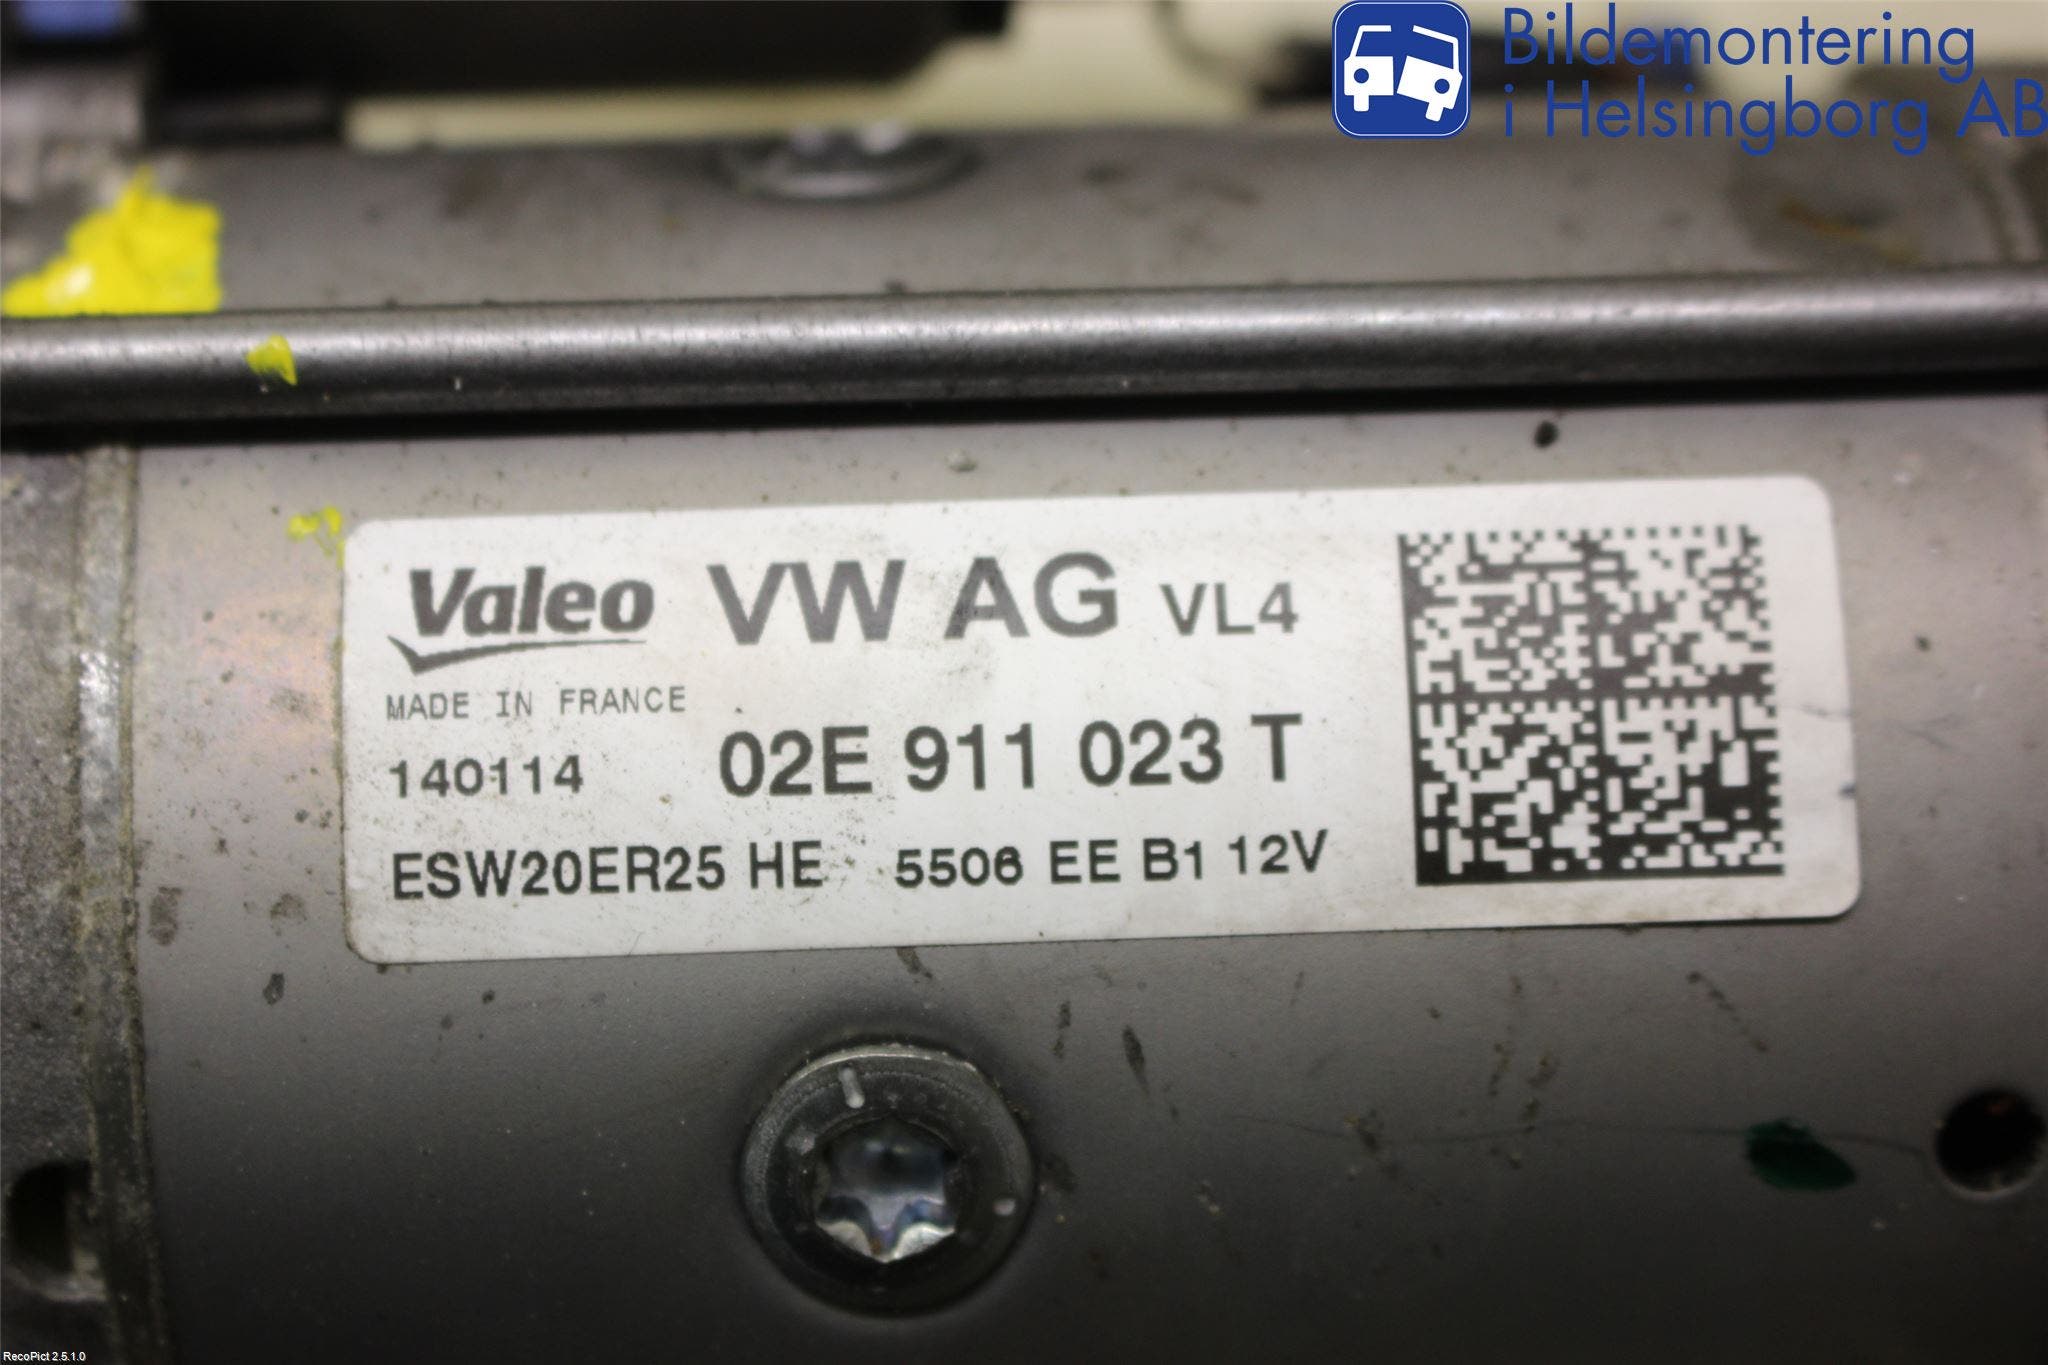 Bildemontering
i Helsingborg AB
Valeo VW AG VL4
MADE IN FRANCE
140114 02E 911 023 T
ESW20ER25 HE 5506 EE B1 12V
RecoPict 2.5.1.0